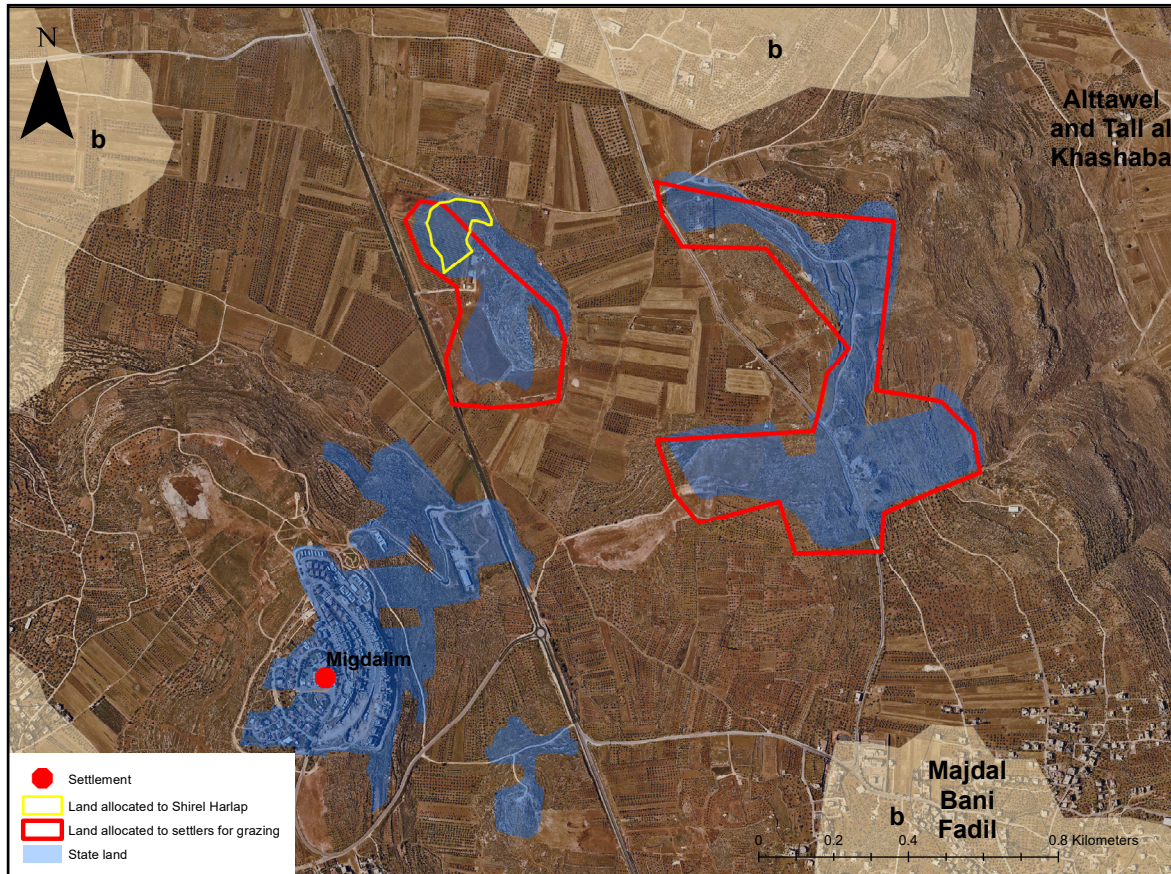 N
b
b
Alttawel
and Tall al
Khashaba
Migdalim
Majdal
Bani
Fadil
b
0 0.2 0.4 0.8 Kilometers
Settlement
Land allocated to Shirel Harlap
Land allocated to settlers for grazing
State land